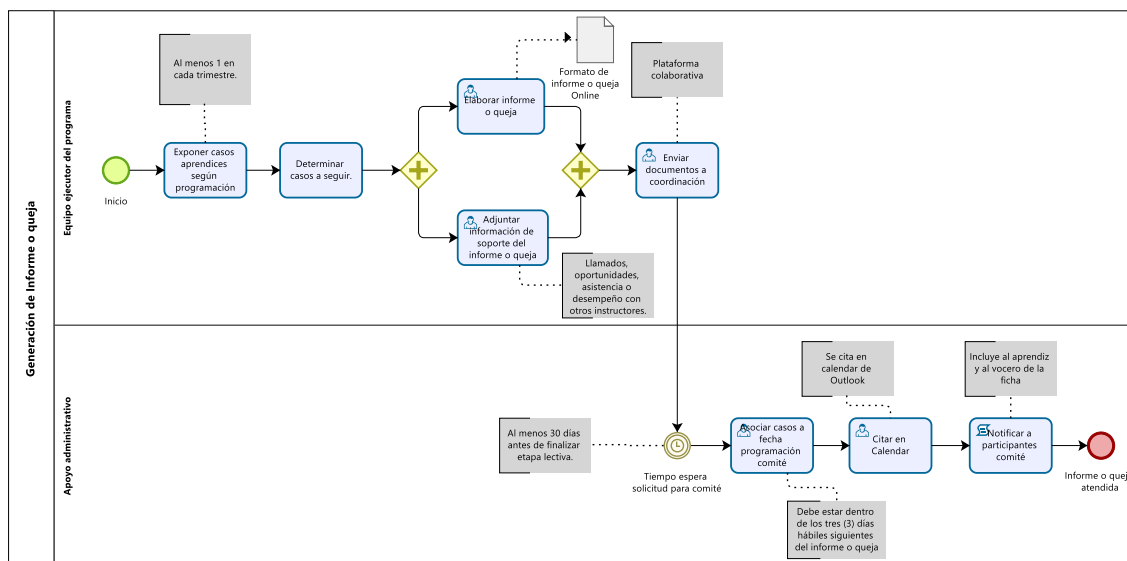 Generación de Informe o queja
Equipo ejecutor del programa
Al menos 1 en
cada trimestre.
Inicio
Exponer casos
aprendices
según
programación
Determinar
casos a seguir.
Elaborar informe
o queja
Formato de
informe o queja
Online
Adjuntar
información de
soporte del
informe o queja
Llamados,
oportunidades,
asistencia o
desempeño con
otros instructores.
Plataforma
colaborativa
Enviar
documentos a
coordinación
Apoyo administrativo
Al menos 30 días
antes de finalizar
etapa lectiva.
Tiempo espera
solicitud para comité
Asociar casos a
fecha
programación
comité
Debe estar dentro
de los tres (3) días
hábiles siguientes
del informe o queja
Se cita en
calendar de
Outlook
Citar en
Calendar
Incluye al aprendiz
y al vocero de la
ficha
Notificar a
participantes
comité
Informe o quej
atendida